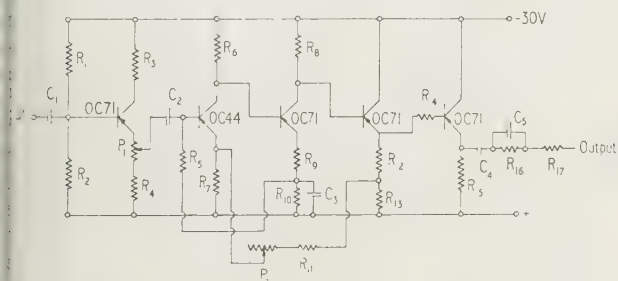 -30V
R₁
R₃
R₆
R₈
C₁
OC71
C₂
OC44
OC71
OC71
R₄
OC71
C₅
P₁
Output
R₂
R₄
R₅
R₇
R₉
R₁₀
C₃
R₂
R₁₃
C₄
R₁₆
R₁₇
R₅
+
P
R₁₁